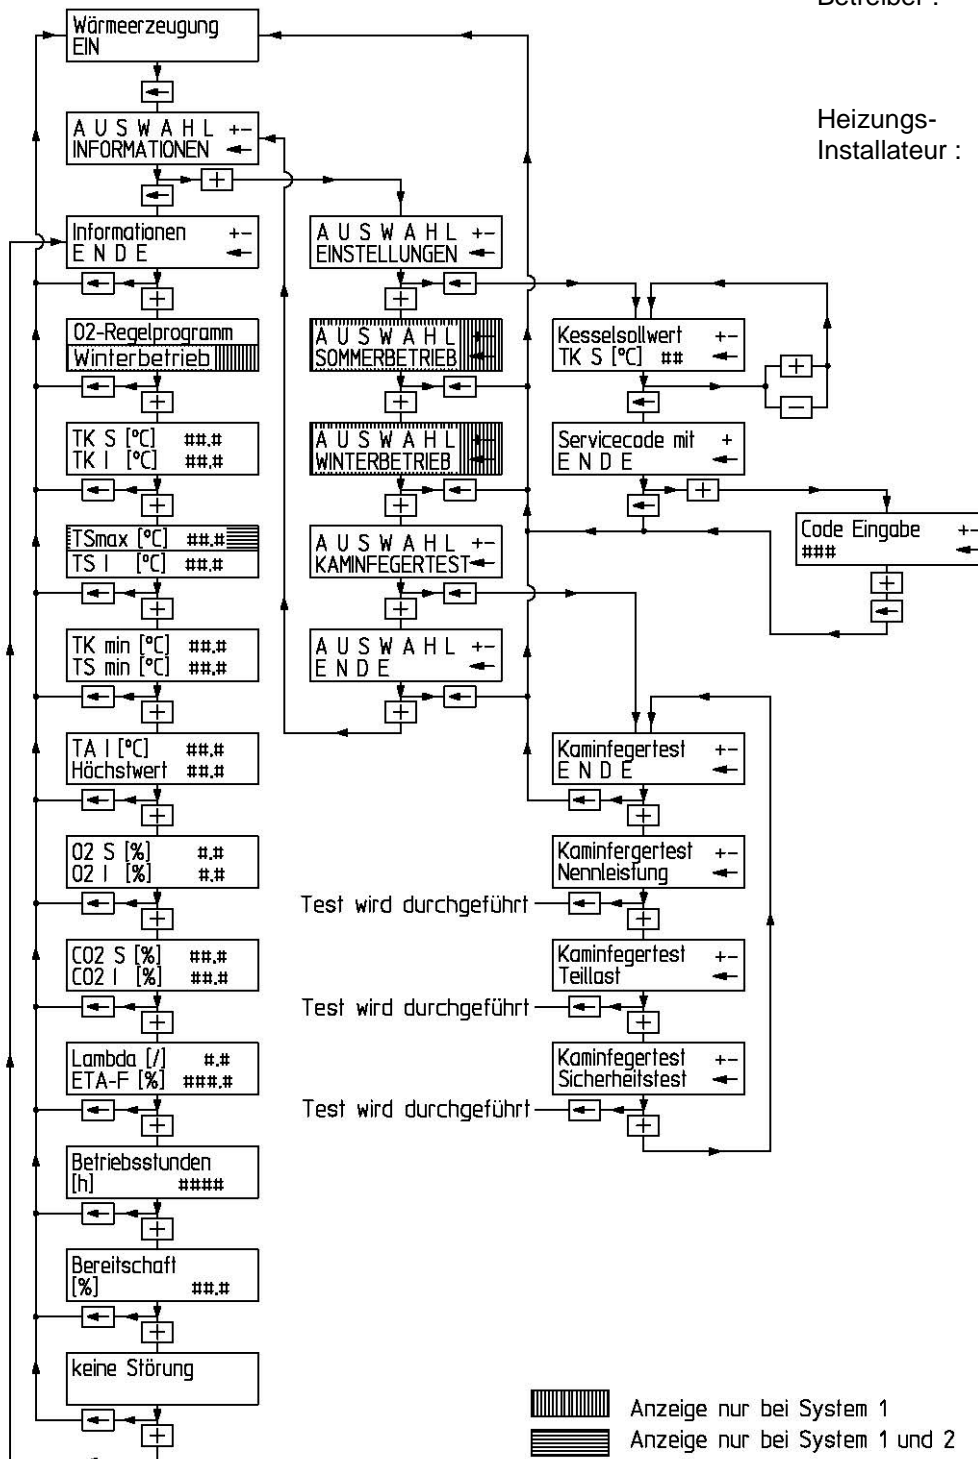 Betreiber :
Heizungs-
Installateur :
Wärmeerzeugung
EIN
A U S W A H L +-
INFORMATIONEN
+
Informationen +-
E N D E
+
O2-Regelprogramm
Winterbetrieb
+
TK S [°C] ##.#
TK I [°C] ##.#
+
TSmax [°C] ##.#
TS I [°C] ##.#
+
TK min [°C] ##.#
TS min [°C] ##.#
+
TA I [°C] ##.#
Höchstwert ##.#
+
O2 S [%] #.#
O2 I [%] #.#
+
CO2 S [%] ##.#
CO2 I [%] ##.#
+
Lambda [/] #.#
ETA-F [%] ###.#
+
Betriebsstunden
[h] ####
+
Bereitschaft
[%] ##.#
+
keine Störung
+
A U S W A H L +-
EINSTELLUNGEN
+
A U S W A H L +-
SOMMERBETRIEB
+
A U S W A H L +-
WINTERBETRIEB
+
A U S W A H L +-
KAMINFEGERTEST
+
A U S W A H L +-
E N D E
+
Kesselsollwert +-
TK S [°C] ##
+
−
Servicecode mit +
E N D E
+
Code Eingabe +-
###
+
Kaminfegertest +-
E N D E
+
Kaminfergertest +-
Nennleistung
Test wird durchgeführt
+
Kaminfegertest +-
Teillast
Test wird durchgeführt
+
Kaminfegertest +-
Sicherheitstest
Test wird durchgeführt
+
Anzeige nur bei System 1
Anzeige nur bei System 1 und 2